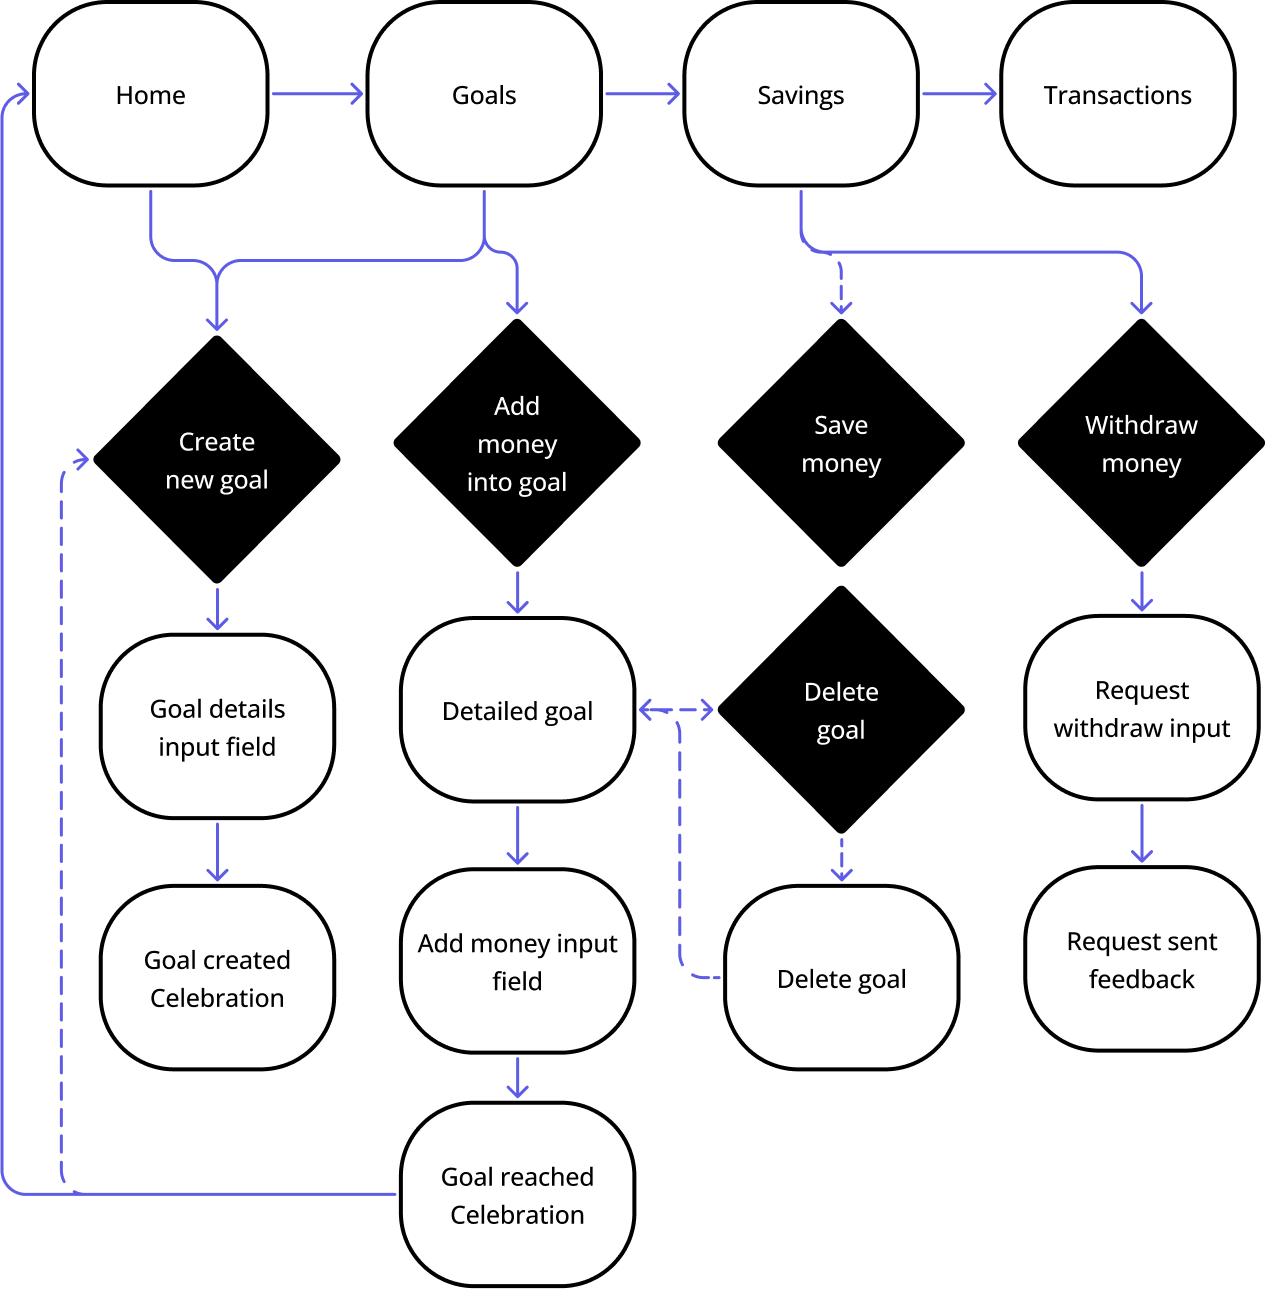 Home
Goals
Savings
Transactions
Create
new goal
Add
money
into goal
Save
money
Withdraw
money
Goal details
input field
Detailed goal
Delete
goal
Request
withdraw input
Goal created
Celebration
Add money input
field
Delete goal
Request sent
feedback
Goal reached
Celebration